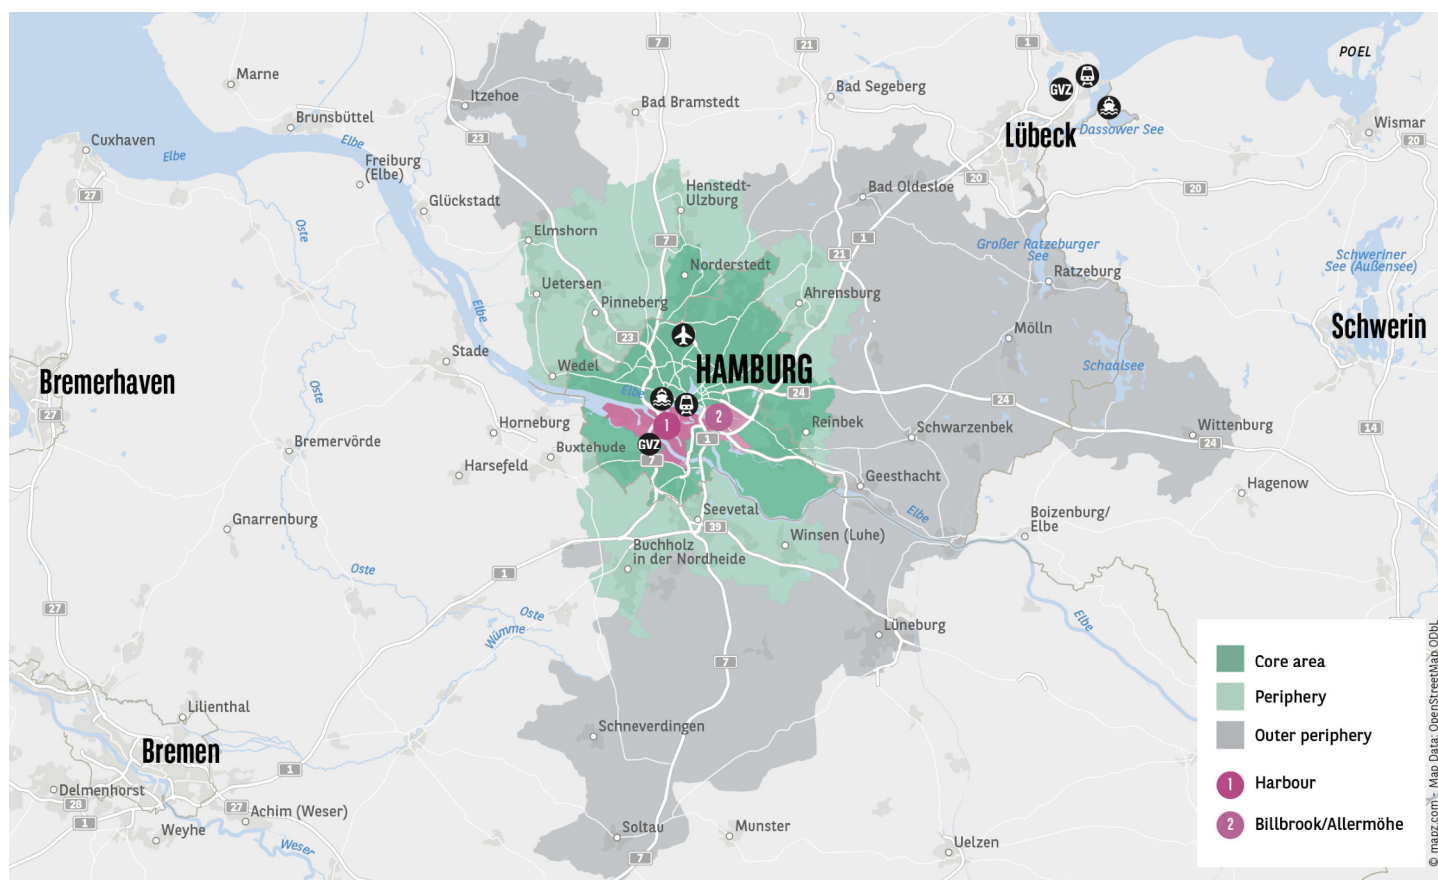 7
21
1
POEL
Marne
Itzehoe
Bad Bramstedt
Bad Segeberg
GVZ
Brunsbüttel
Dassower See
Lübeck
Wismar
20
Cuxhaven
Elbe
Elbe
23
Freiburg
(Elbe)
27
Glückstadt
Henstedt-
Ulzburg
Bad Oldesloe
20
20
Oste
Elmshorn
7
1
21
Großer Ratzeburger
See
Schweriner
See (Außensee)
Norderstedt
Ratzeburg
Uetersen
Pinneberg
Ahrensburg
Elbe
23
Mölln
Schwerin
Stade
Wedel
HAMBURG
Schaalsee
Bremerhaven
Oste
Elbe
24
24
27
Horneburg
1
2
Reinbek
Schwarzenbek
Wittenburg
14
Bremervörde
Buxtehude
GVZ
1
24
7
Harsefeld
Geesthacht
Hagenow
Gnarrenburg
Seevetal
39
Elbe
Boizenburg/
Elbe
Winsen (Luhe)
Buchholz
in der Nordheide
Oste
1
27
Oste
Wümme
Elbe
Lüneburg
7
Lilienthal
Schneverdingen
Bremen
1
Delmenhorst
28
27
Achim (Weser)
1
Weyhe
Weser
Soltau
Munster
Uelzen
7
Core area
Periphery
Outer periphery
1 Harbour
2 Billbrook/Allermöhe
© mapz.com - Map Data: OpenStreetMap ODbL